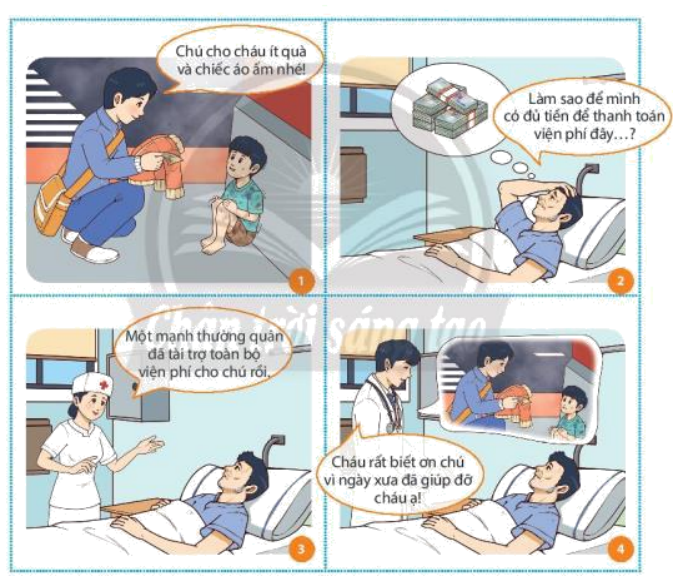 Chú cho cháu ít quà
và chiếc áo ấm nhé!
1
Làm sao để mình
có đủ tiền để thanh toán
viện phí đây...?
2
Chân trời sáng tạo
Một mạnh thường quân
đã tài trợ toàn bộ
viện phí cho chú rồi.
3
Cháu rất biết ơn chú
vì ngày xưa đã giúp đỡ
cháu ạ!
4